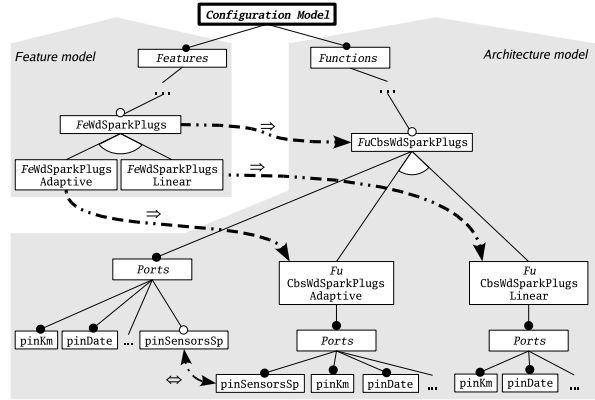 Configuration Model
Feature model
Architecture model
Features
Functions
...
...
FeWdSparkPlugs
⇒
FuCbsWdSparkPlugs
FeWdSparkPlugs
Adaptive
FeWdSparkPlugs
Linear
⇒
⇒
Ports
Fu
CbsWdSparkPlugs
Adaptive
Fu
CbsWdSparkPlugs
Linear
pinKm
pinDate
...
pinSensorsSp
Ports
Ports
⇔
pinSensorsSp
pinKm
pinDate
...
pinKm
pinDate
...